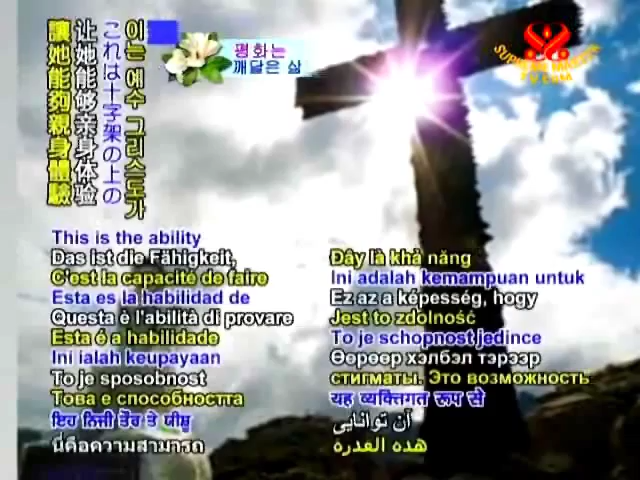 讓她能夠親身體驗
让她能够亲身体验
これは十字架の上の
이는 예수 그리스도가
평화는
깨달은 삶
SUPREME MASTER
TV.COM
This is the ability
Das ist die Fähigkeit,
C'est la capacité de faire
Esta es la habilidad de
Questa è l'abilità di provare
Esta é a habilidade
Ini ialah keupayaan
To je sposobnost
Това е способността
ਇਹ ਨਿਜੀ ਤੌਰ ਤੇ ਯੀਸ਼ੂ
นี่คือความสามารถ
Đây là khả năng
Ini adalah kemampuan untuk
Ez az a képesség, hogy
Jest to zdolność
To je schopnost jedince
Өөрөөр хэлбэл тэрээр
стигматы. Это возможность
यह व्यक्तिगत रूप से
آن توانایی
هذه القدرة